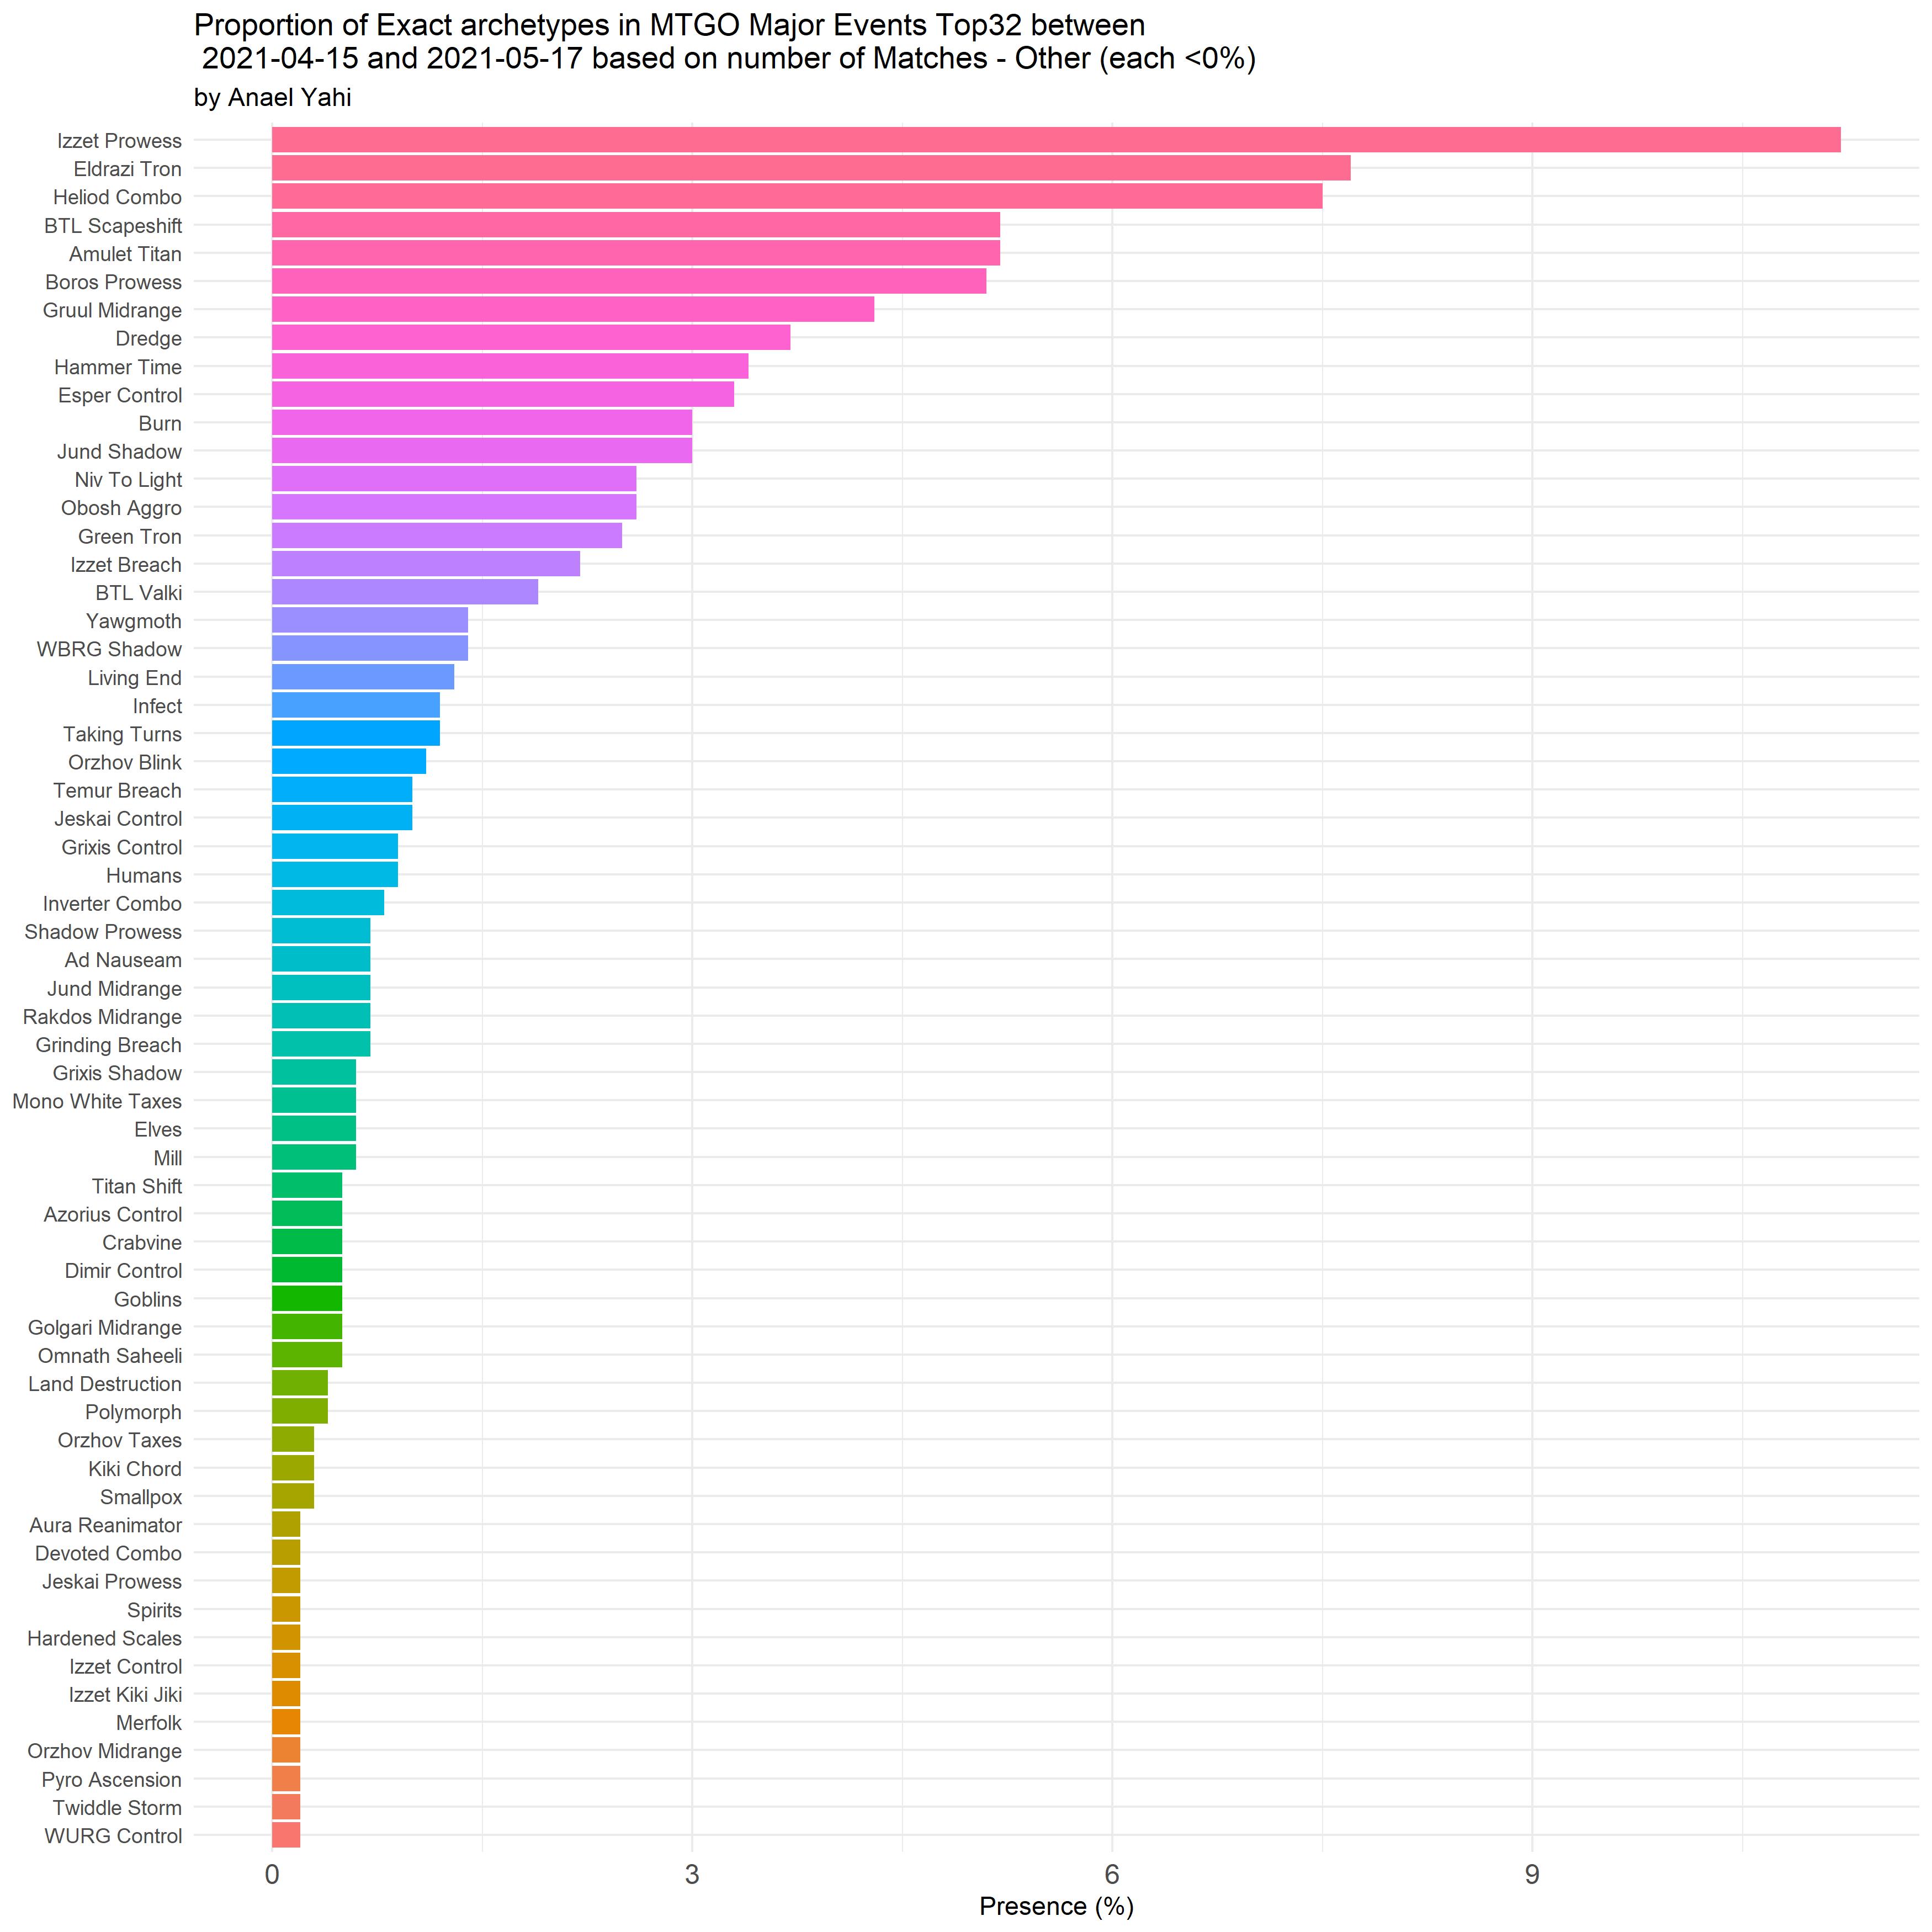 Proportion of Exact archetypes in MTGO Major Events Top32 between
2021-04-15 and 2021-05-17 based on number of Matches - Other (each <0%)
by Anael Yahi
Izzet Prowess
Eldrazi Tron
Heliod Combo
BTL Scapeshift
Amulet Titan
Boros Prowess
Gruul Midrange
Dredge
Hammer Time
Esper Control
Burn
Jund Shadow
Niv To Light
Obosh Aggro
Green Tron
Izzet Breach
BTL Valki
Yawgmoth
WBRG Shadow
Living End
Infect
Taking Turns
Orzhov Blink
Temur Breach
Jeskai Control
Grixis Control
Humans
Inverter Combo
Shadow Prowess
Ad Nauseam
Jund Midrange
Rakdos Midrange
Grinding Breach
Grixis Shadow
Mono White Taxes
Elves
Mill
Titan Shift
Azorius Control
Crabvine
Dimir Control
Goblins
Golgari Midrange
Omnath Saheeli
Land Destruction
Polymorph
Orzhov Taxes
Kiki Chord
Smallpox
Aura Reanimator
Devoted Combo
Jeskai Prowess
Spirits
Hardened Scales
Izzet Control
Izzet Kiki Jiki
Merfolk
Orzhov Midrange
Pyro Ascension
Twiddle Storm
WURG Control
0 3 6 9
Presence (%)